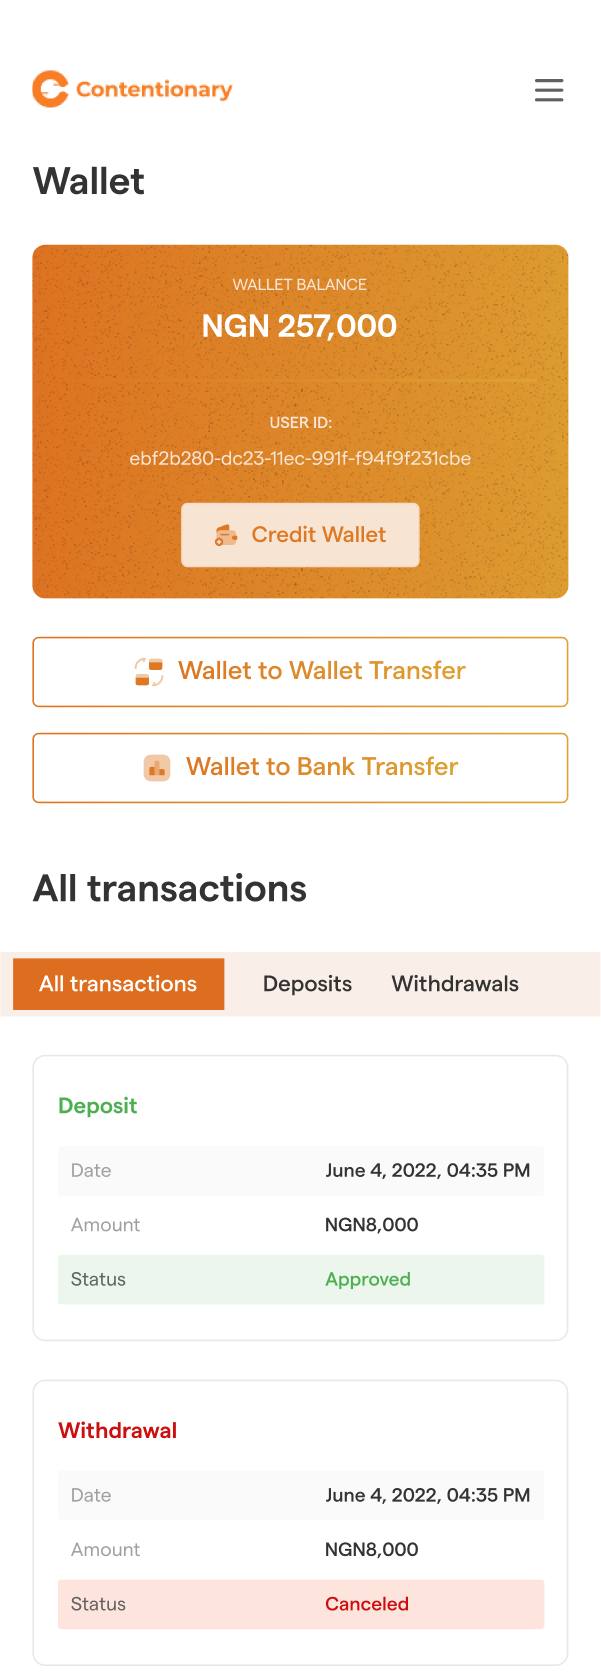 Contentionary
Wallet
WALLET BALANCE
NGN 257,000
USER ID:
ebf2b280-dc23-11ec-991f-f94f9f231cbe
Credit Wallet
Wallet to Wallet Transfer
Wallet to Bank Transfer
All transactions
All transactions Deposits Withdrawals
Deposit
Date June 4, 2022, 04:35 PM
Amount NGN8,000
Status Approved
Withdrawal
Date June 4, 2022, 04:35 PM
Amount NGN8,000
Status Canceled